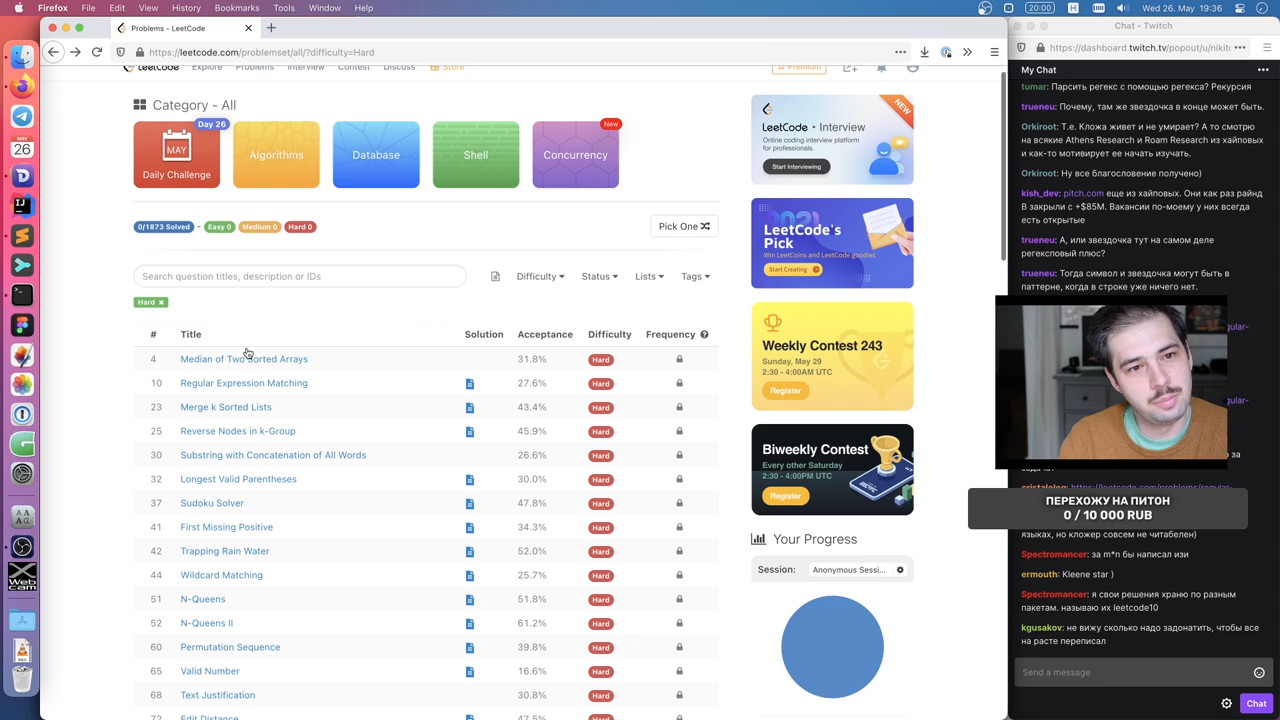 Firefox File Edit View History Bookmarks Tools Window Help
20:00 Wed 26. May 19:36
Problems - LeetCode
https://leetcode.com/problemset/all/?difficulty=Hard
LeetCode Explore Problems Interview Contest Discuss Store
Premium
Category - All
Day 26
New
MAY
Daily Challenge
Algorithms
Database
Shell
Concurrency
0/1873 Solved - Easy 0 Medium 0 Hard 0
Pick One
Search question titles, description or IDs
Difficulty Status Lists Tags
Hard
# Title Solution Acceptance Difficulty Frequency
4 Median of Two Sorted Arrays 31.8% Hard
10 Regular Expression Matching 27.6% Hard
23 Merge k Sorted Lists 43.4% Hard
25 Reverse Nodes in k-Group 45.9% Hard
30 Substring with Concatenation of All Words 26.6% Hard
32 Longest Valid Parentheses 30.0% Hard
37 Sudoku Solver 47.8% Hard
41 First Missing Positive 34.3% Hard
42 Trapping Rain Water 52.0% Hard
44 Wildcard Matching 25.7% Hard
51 N-Queens 51.8% Hard
52 N-Queens II 61.2% Hard
60 Permutation Sequence 39.8% Hard
65 Valid Number 16.6% Hard
68 Text Justification 30.8% Hard
72 Edit Distance 47.5% Hard
NEW
LeetCode • Interview
Online coding interview platform
for professionals.
Start Interviewing
2021
LeetCode's
Pick
Win LeetCoins and LeetCode goodies
Start Creating
Weekly Contest 243
Sunday, May 29
2:30 - 4:00AM UTC
Register
Biweekly Contest
Every other Saturday
2:30 - 4:00PM UTC
Register
Your Progress
Session: Anonymous Sessi...
MAY
26
Web
cam
Chat - Twitch
https://dashboard.twitch.tv/popout/u/nikit
My Chat
tumar: Парсить регекс с помощью регекса? Рекурсия
trueneu: Почему, там же звездочка в конце может быть.
Orkiroot: Т.е. Кложа живет и не умирает? А то смотрю
на всякие Athens Research и Roam Research из хайповых
и как-то мотивирует ее начать изучать.
Orkiroot: Ну все благословение получено)
kish_dev: pitch.com еще из хайповых. Они как раз райнд
B закрыли с +$85M. Вакансии по-моему у них всегда
есть открытые
trueneu: А, или звездочка тут на самом деле
регексповый плюс?
trueneu: Тогда символ и звездочка могут быть в
паттерне, когда в строке уже ничего нет.
gular-
gular-
за
ПЕРЕХОЖУ НА ПИТОН
0 / 10 000 RUB
языках, но кложер совсем не читабелен)
Spectromancer: за m*n бы написал изи
ermouth: Kleene star )
Spectromancer: я свои решения храню по разным
пакетам. называю их leetcode10
kgusakov: не вижу сколько надо задонатить, чтобы все
на расте переписал
Send a message
Chat